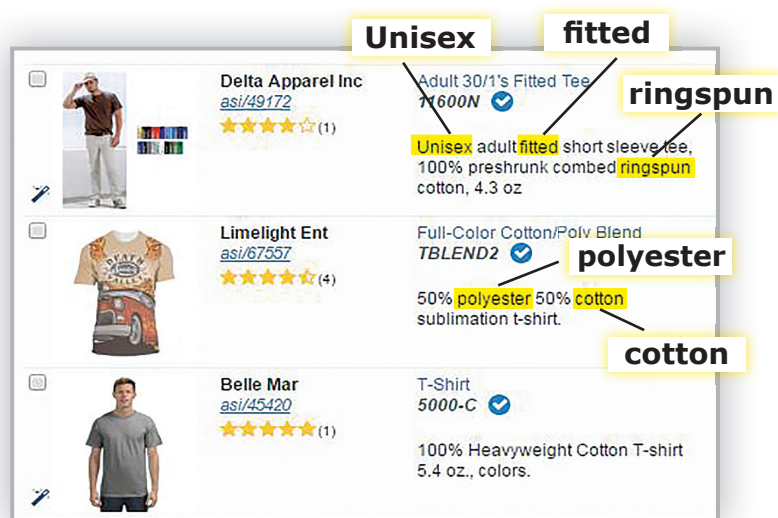 Unisex
fitted
ringspun
Delta Apparel Inc
asi/49172
(1)
Adult 30/1's Fitted Tee
11600N
Unisex adult fitted short sleeve tee,
100% preshrunk combed ringspun
cotton, 4.3 oz
Limelight Ent
asi/67557
(4)
Full-Color Cotton/Poly Blend
TBLEND2
polyester
50% polyester 50% cotton
sublimation t-shirt.
cotton
Belle Mar
asi/45420
(1)
T-Shirt
5000-C
100% Heavyweight Cotton T-shirt
5.4 oz., colors.